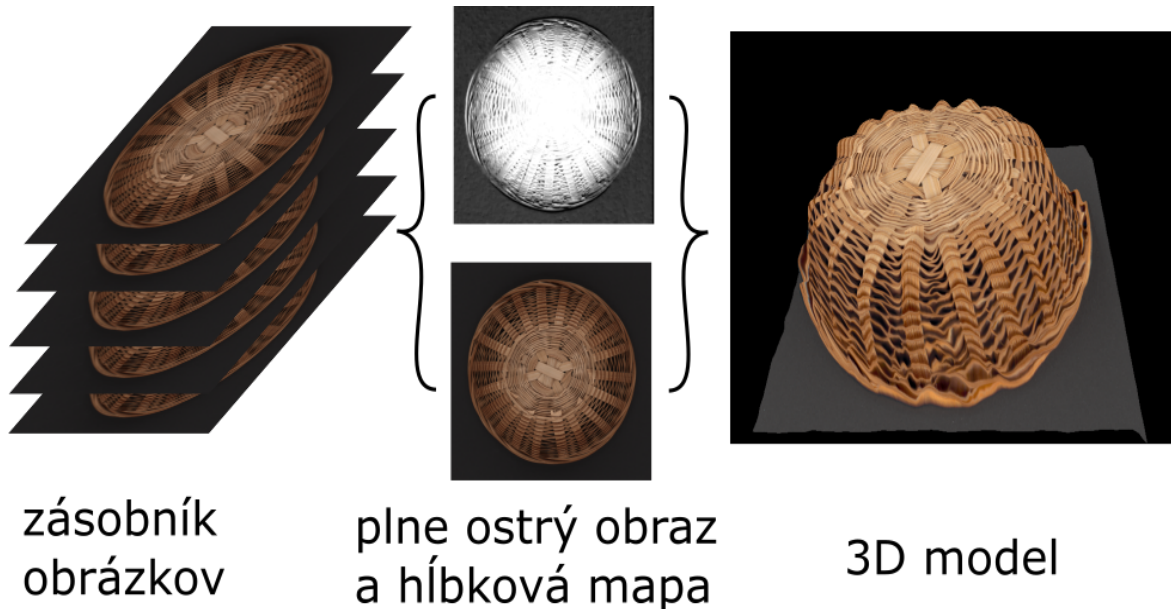 zásobník
obrázkov
plne ostrý obraz
a hĺbková mapa
3D model